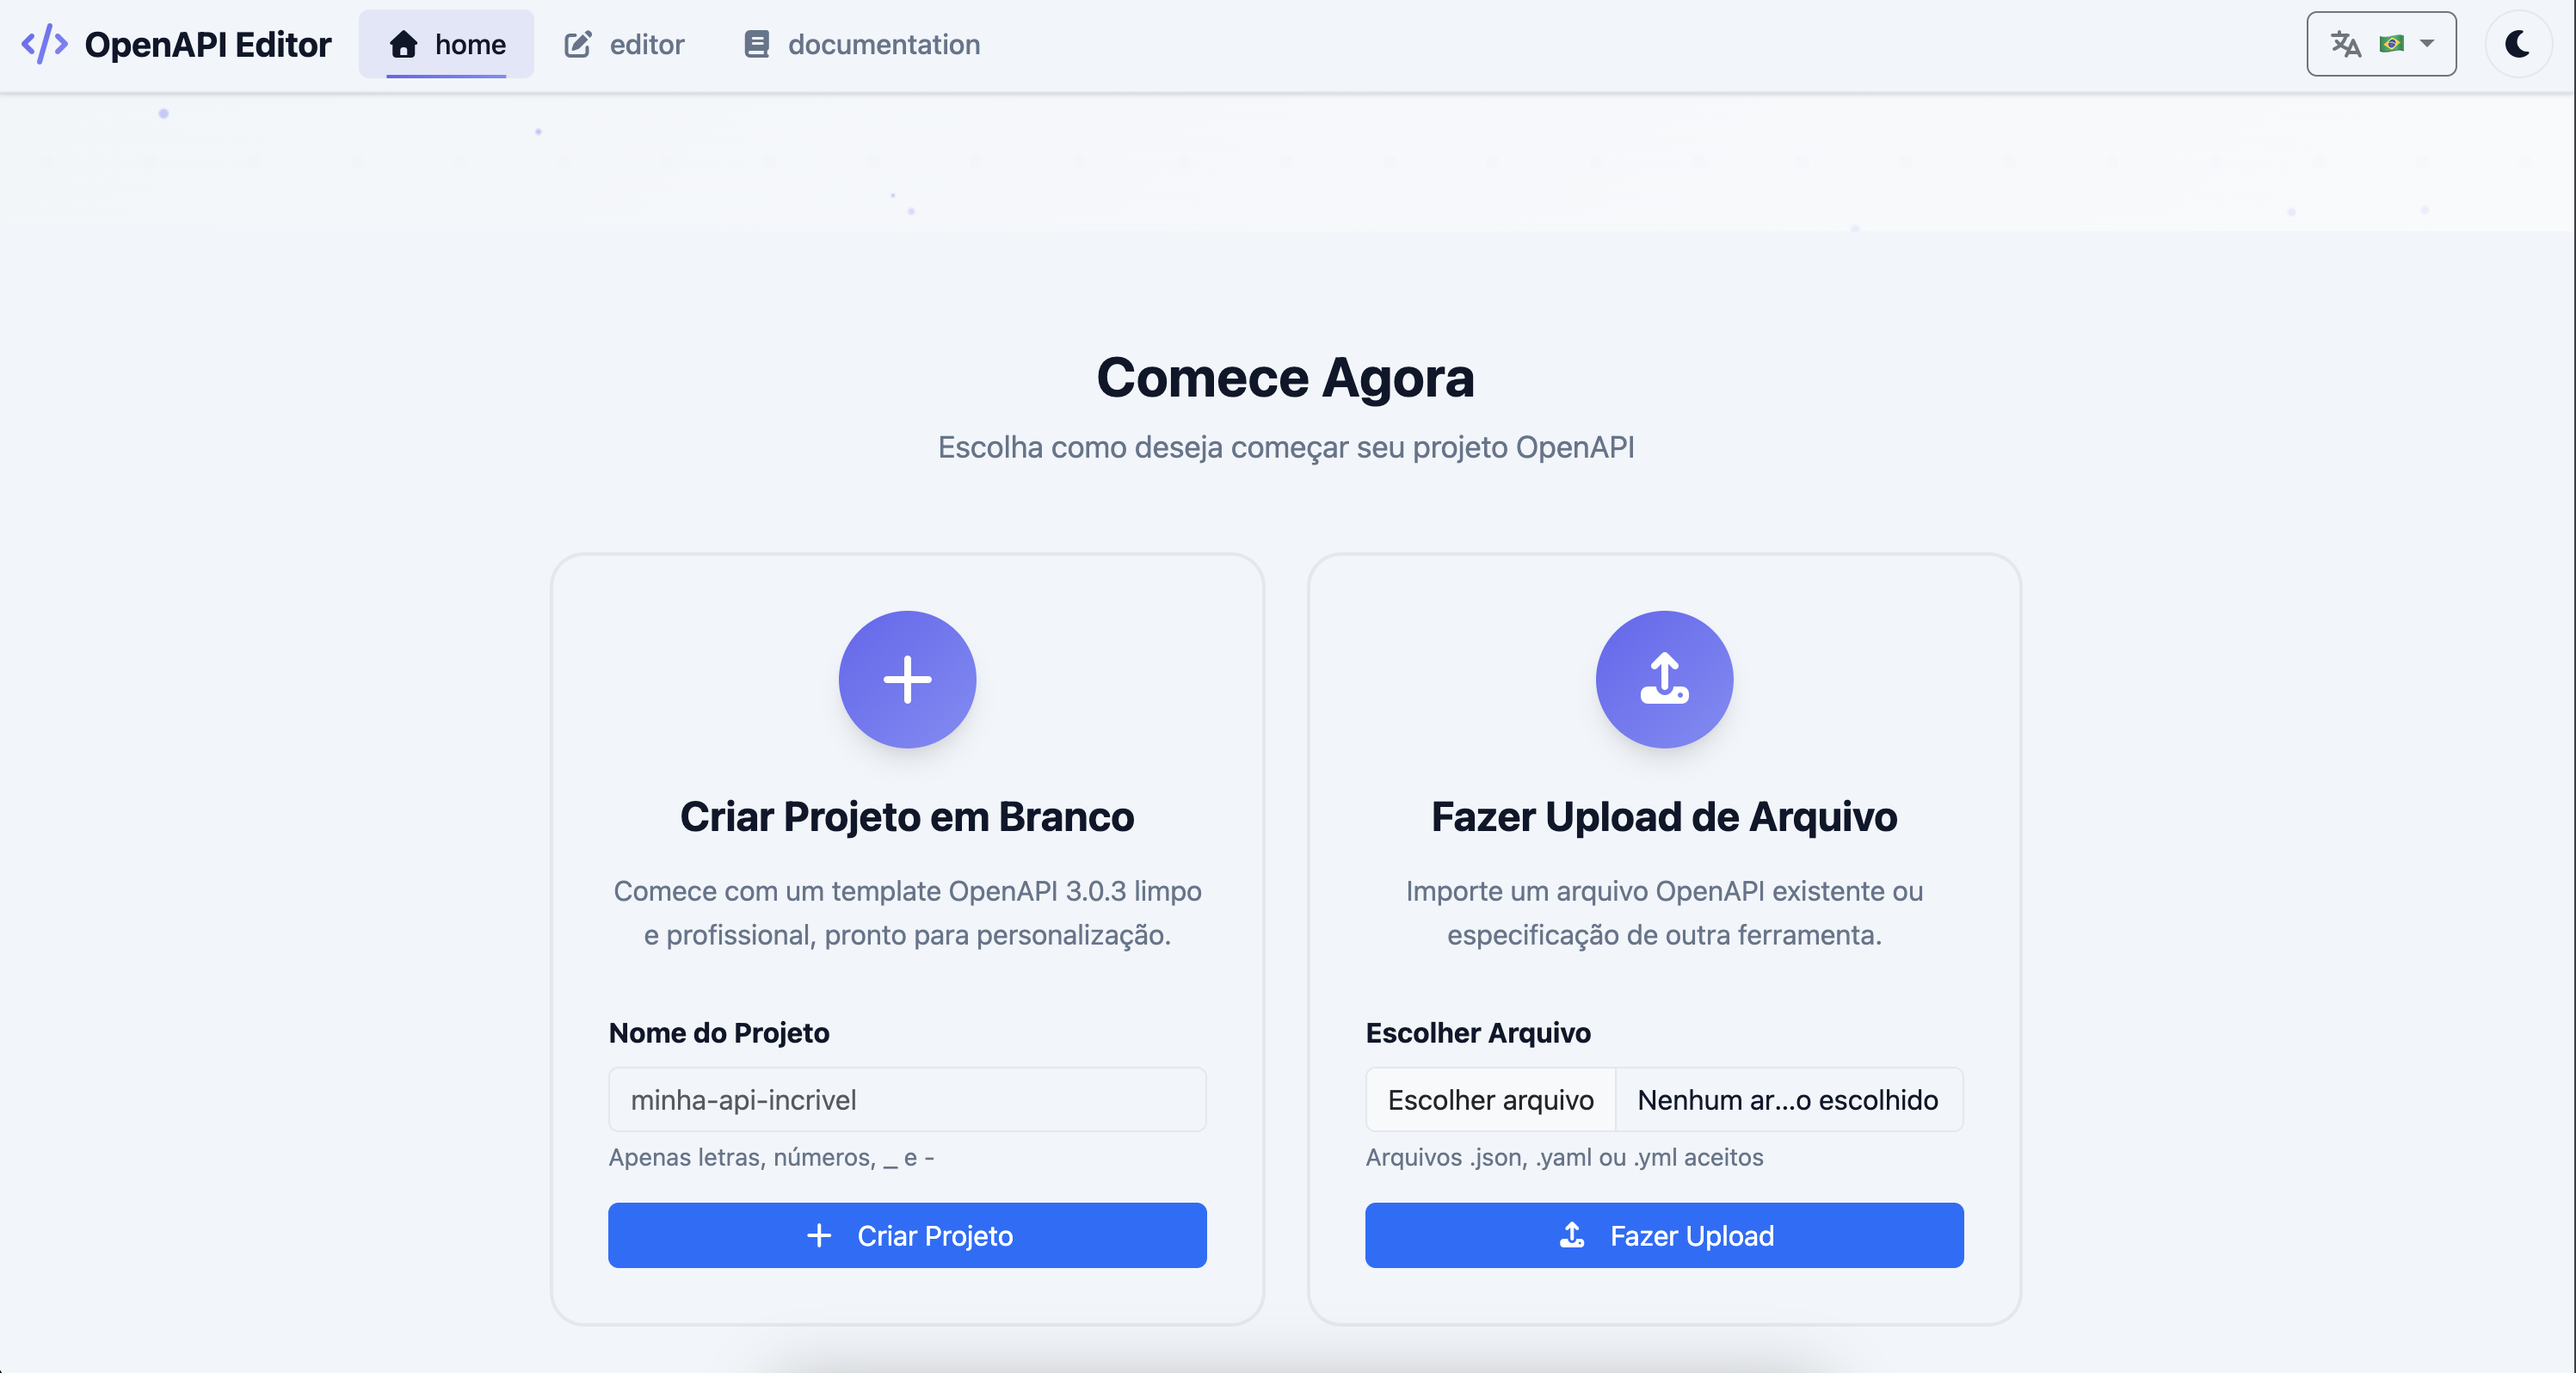 OpenAPI Editor
home
editor
documentation
Comece Agora
Escolha como deseja começar seu projeto OpenAPI
Criar Projeto em Branco
Comece com um template OpenAPI 3.0.3 limpo
e profissional, pronto para personalização.
Nome do Projeto
minha-api-incrivel
Apenas letras, números, _ e -
Criar Projeto
Fazer Upload de Arquivo
Importe um arquivo OpenAPI existente ou
especificação de outra ferramenta.
Escolher Arquivo
Escolher arquivo
Nenhum ar...o escolhido
Arquivos .json, .yaml ou .yml aceitos
Fazer Upload